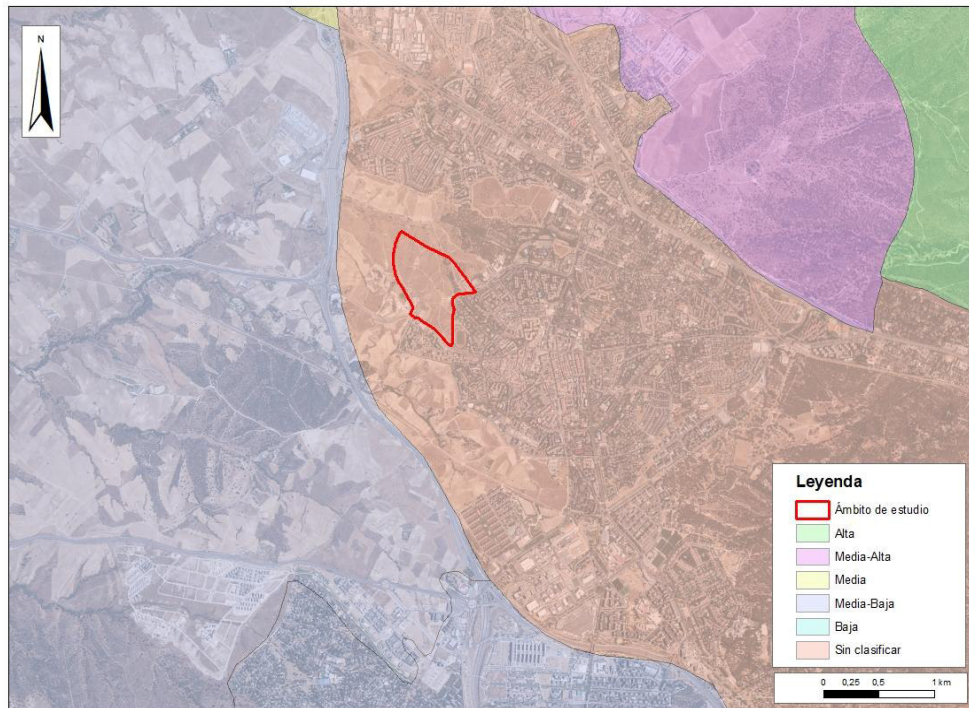 N
Leyenda
Ámbito de estudio
Alta
Media-Alta
Media
Media-Baja
Baja
Sin clasificar
0 0,25 0,5 1 km